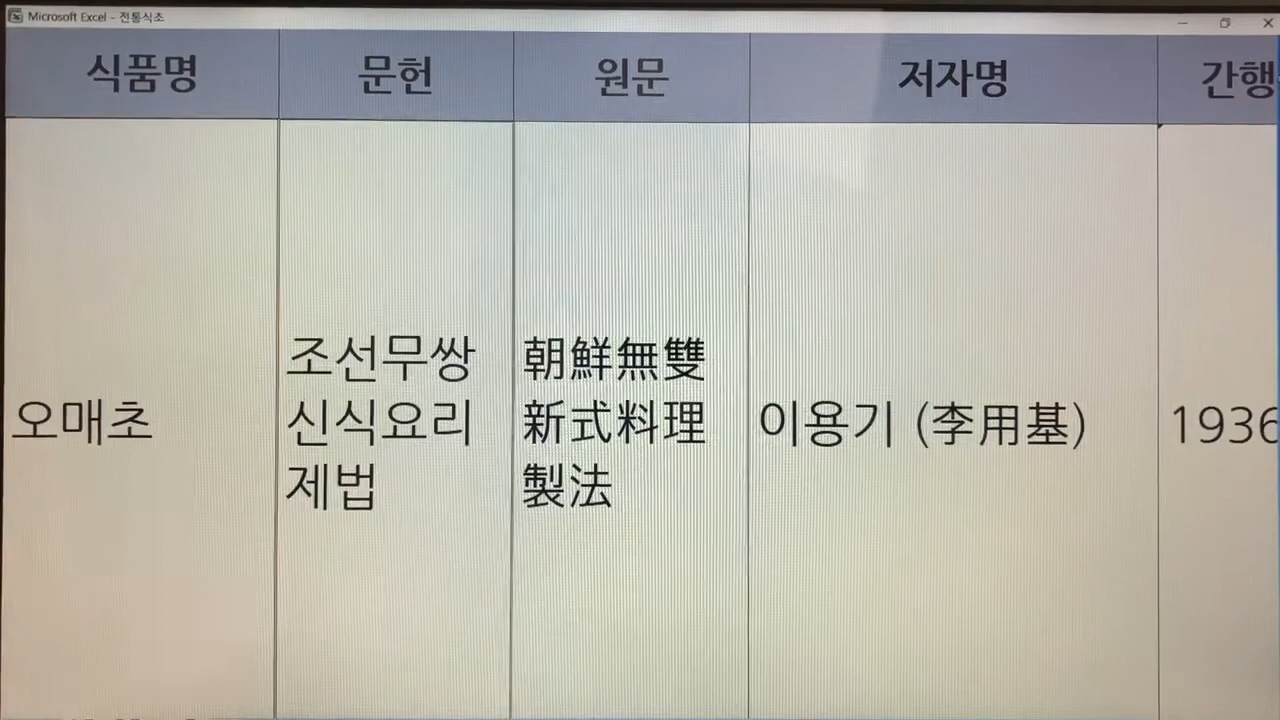 Microsoft Excel - 전통식초
식품명 문헌 원문 저자명 간행
오매초
조선무쌍
신식요리
제법
朝鮮無雙
新式料理
製法
이용기 (李用基)
1936